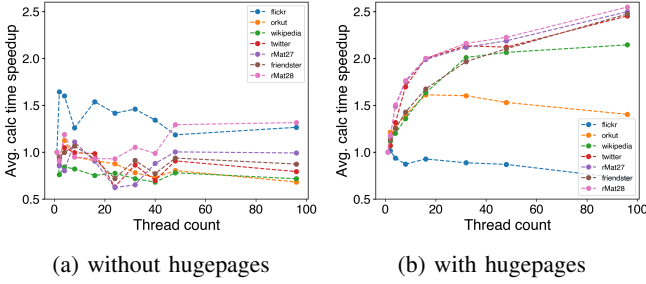 2.5
2.0
1.5
1.0
0.5
Avg. calc time speedup
0 20 40 60 80 100
Thread count
flickr
orkut
wikipedia
twitter
rMat27
friendster
rMat28
(a) without hugepages
2.5
2.0
1.5
1.0
0.5
Avg. calc time speedup
0 20 40 60 80 100
Thread count
flickr
orkut
wikipedia
twitter
rMat27
friendster
rMat28
(b) with hugepages